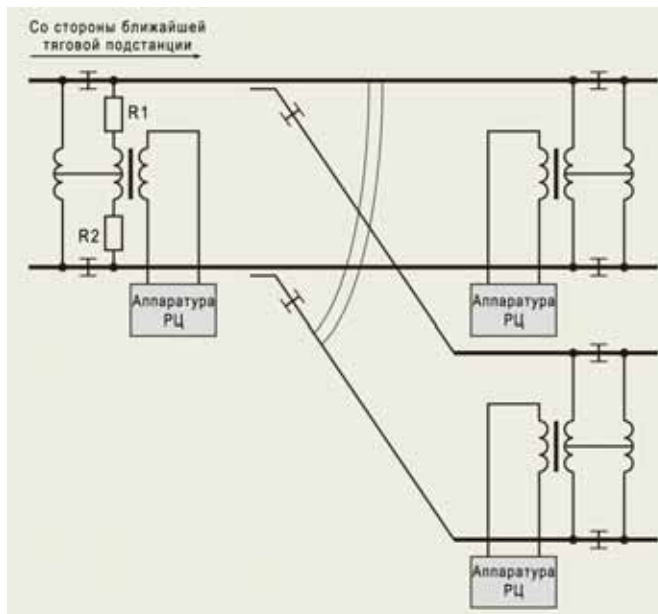 Со стороны ближайшей
тяговой подстанции
R1
R2
Аппаратура
РЦ
Аппаратура
РЦ
Аппаратура
РЦ